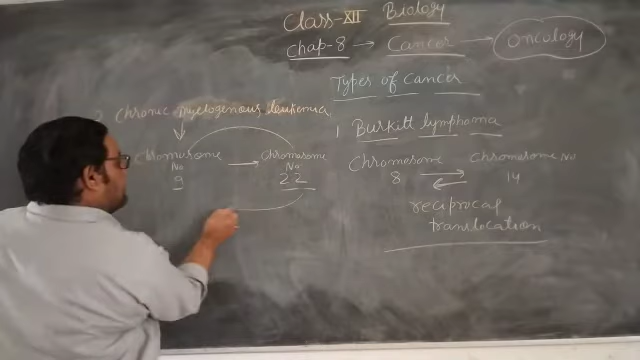 Class-XII Biology
Chap-8 → Cancer → Oncology
Types of Cancer
1 Burkitt lymphoma
Chromosome 8 Chromosome No 14
reciprocal
translocation
2 Chronic myelogenous leukemia
Chromosome No 9 → Chromosome No. 22